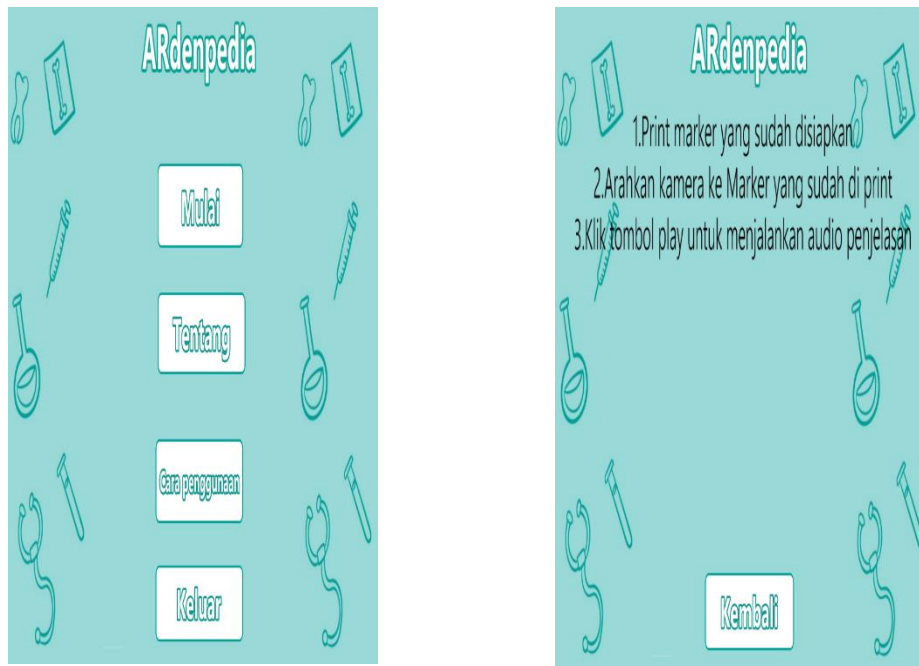 ARdenpedia
Mulai
Tentang
Cara penggunaan
Keluar
ARdenpedia
1.Print marker yang sudah disiapkan
2.Arahkan kamera ke Marker yang sudah di print
3.Klik tombol play untuk menjalankan audio penjelasan
Kembali